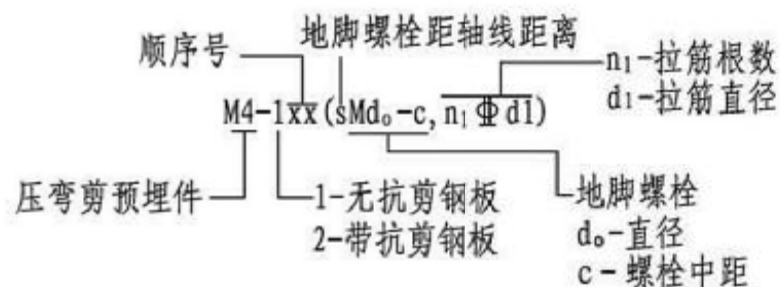 地脚螺栓距轴线距离
顺序号
n₁-拉筋根数
d₁-拉筋直径
M4-1xx(sMd₀-c, n₁Φd1)
压弯剪预埋件
1-无抗剪钢板
2-带抗剪钢板
地脚螺栓
d₀-直径
c - 螺栓中距